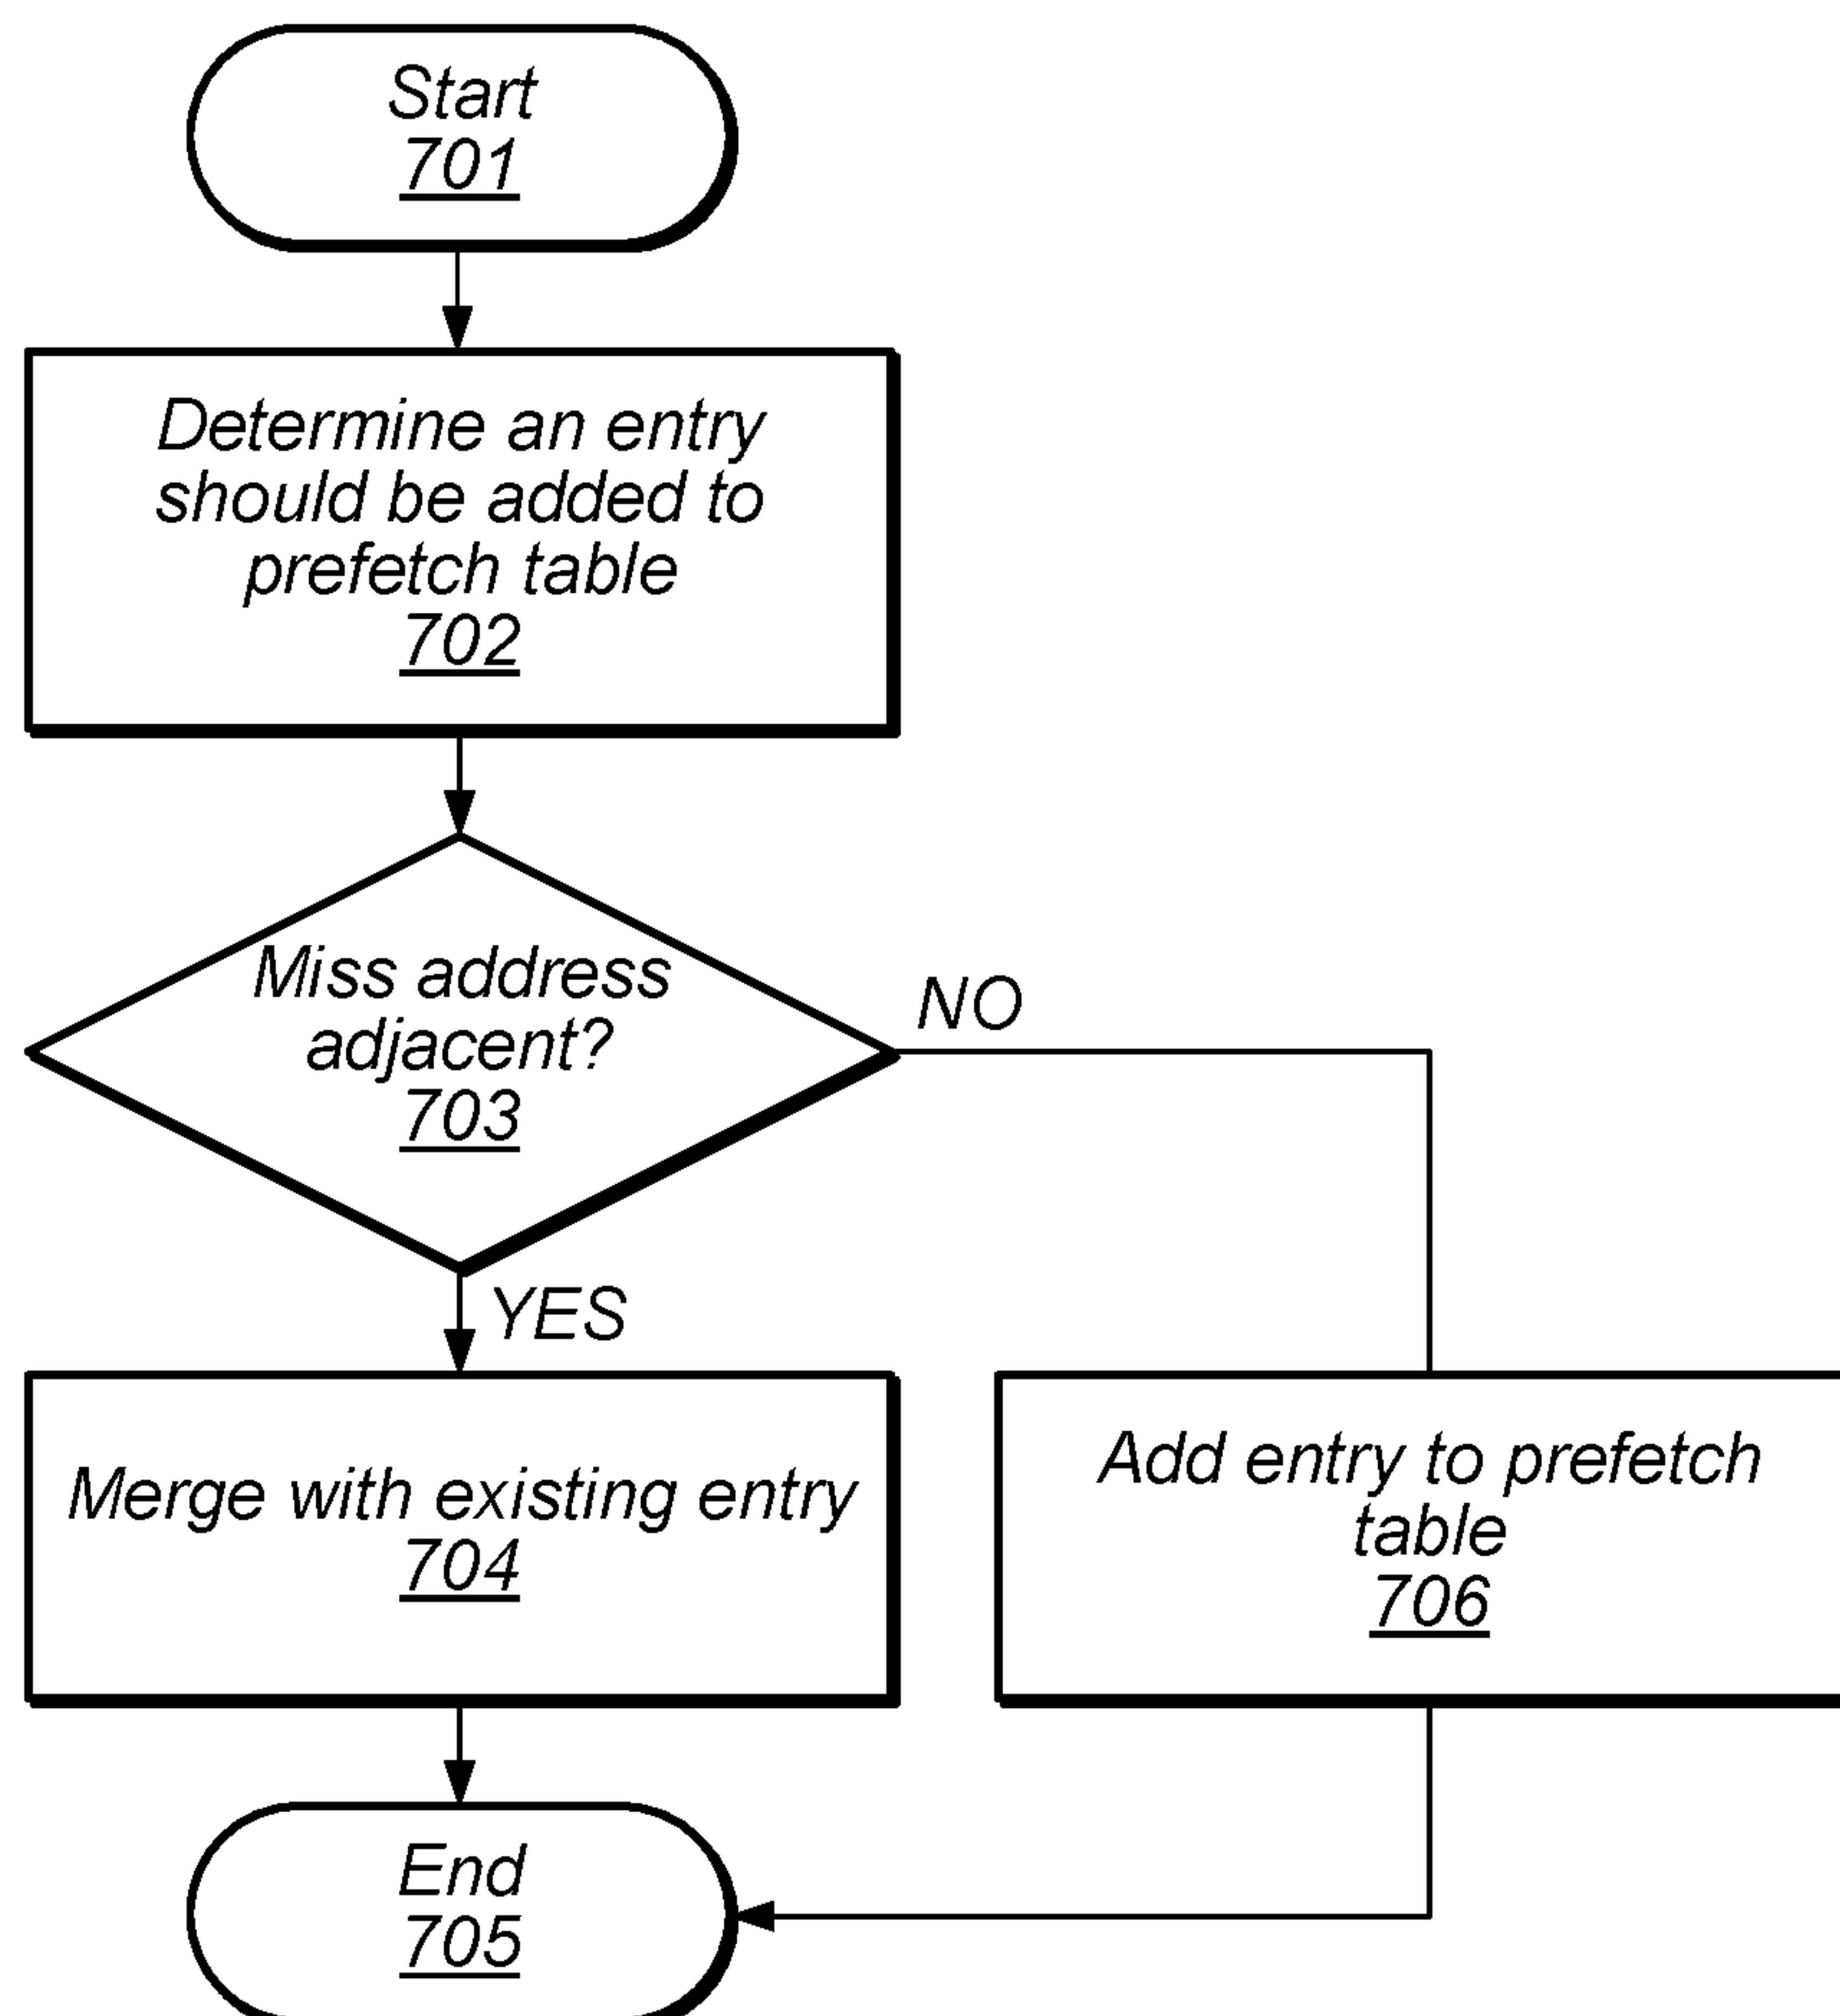 Start
701
Determine an entry
should be added to
prefetch table
702
Miss address
adjacent?
703
NO
YES
Merge with existing entry
704
Add entry to prefetch
table
706
End
705